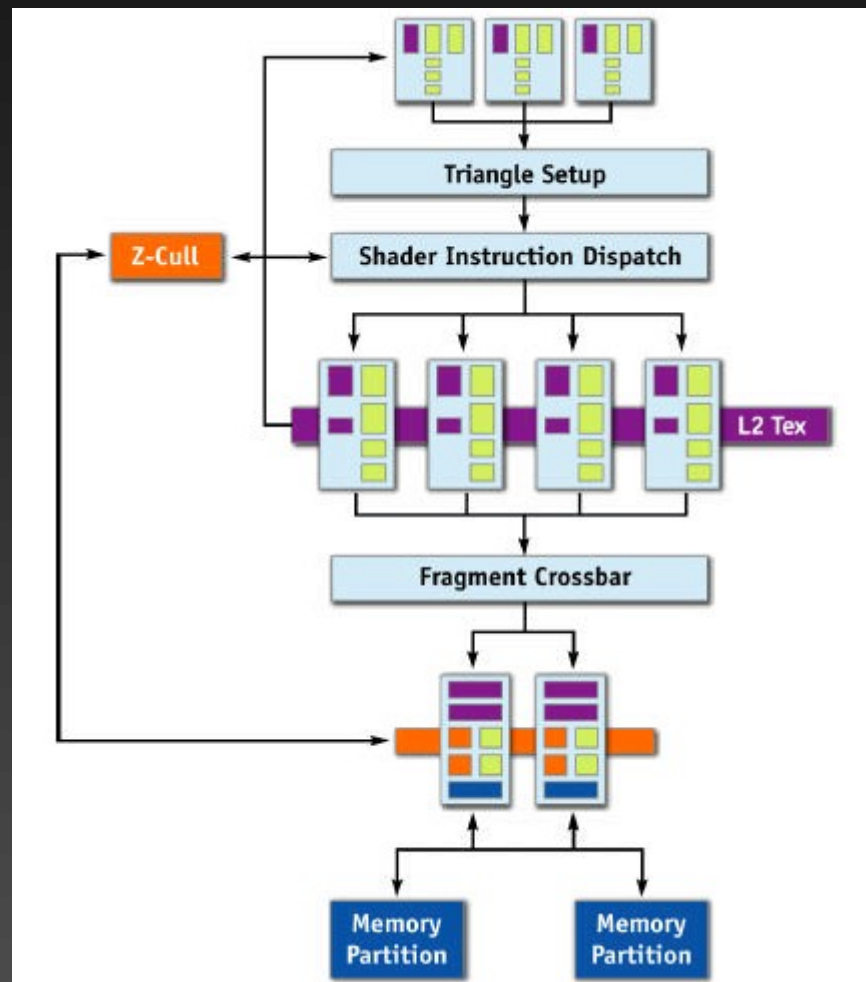 Triangle Setup
Z-Cull
Shader Instruction Dispatch
L2 Tex
Fragment Crossbar
Memory
Partition
Memory
Partition